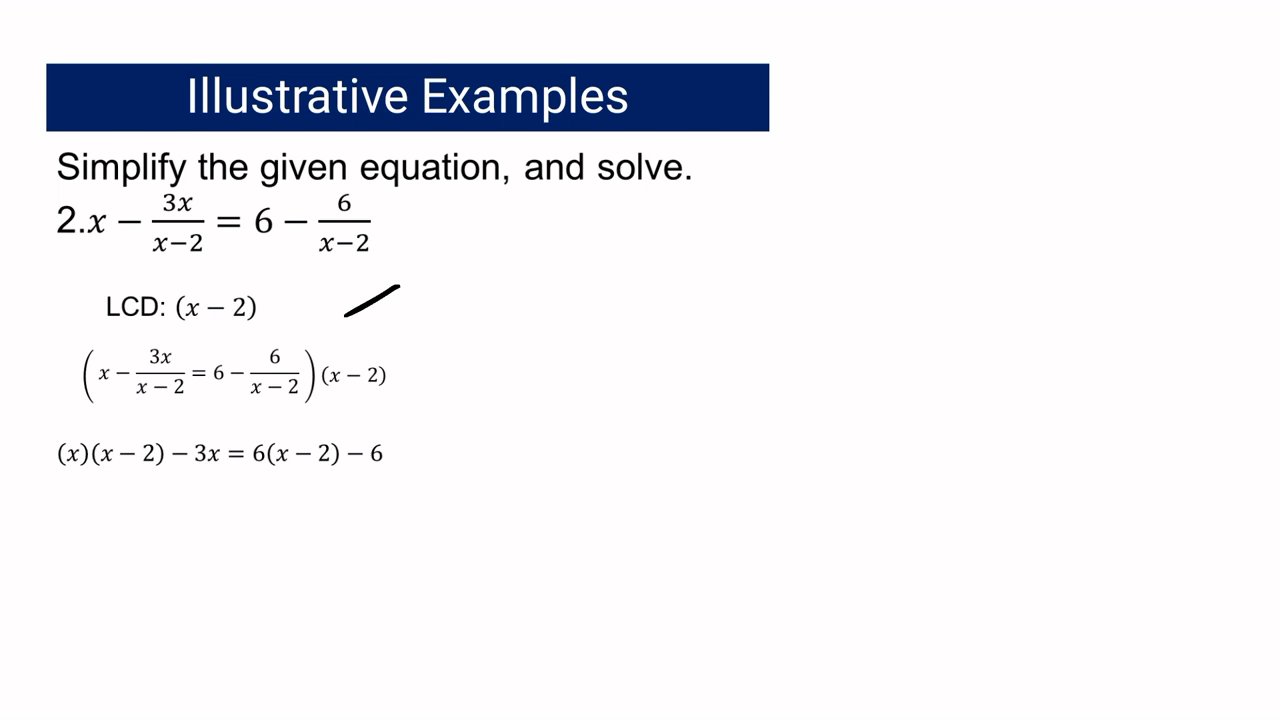 Illustrative Examples
Simplify the given equation, and solve.
2. x − 3x/(x−2) = 6 − 6/(x−2)
LCD: (x − 2)
(x − 3x/(x − 2) = 6 − 6/(x − 2)) (x − 2)
(x)(x − 2) − 3x = 6(x − 2) − 6